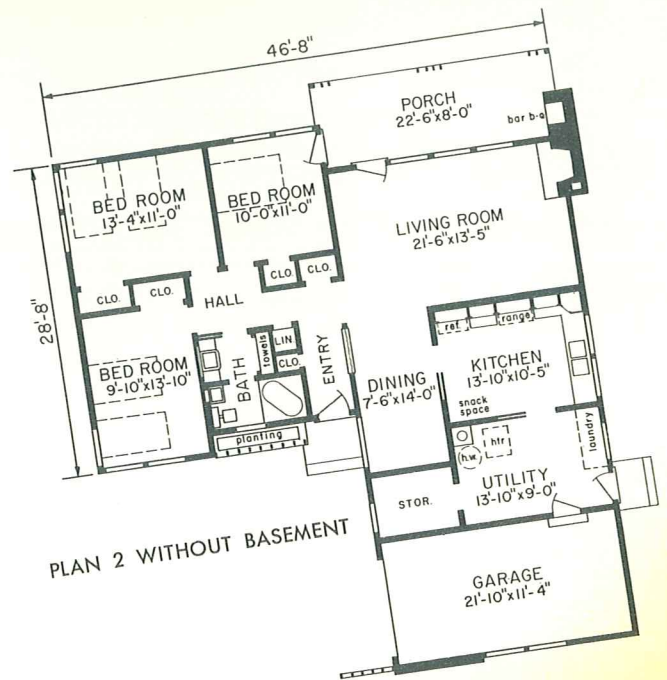 46'-8"
PORCH
22'-6"x8'-0"
bar b-q
BED ROOM
13'-4"x11'-0"
BED ROOM
10'-0"x11'-0"
LIVING ROOM
21'-6"x13'-5"
28'-8"
CLO.
CLO.
HALL
CLO.
CLO.
BED ROOM
9'-10"x13'-10"
BATH
towels
LIN.
CLO.
ENTRY
DINING
7'-6"x14'-0"
ref.
range
KITCHEN
13'-10"x10'-5"
snack
space
planting
h.w.
htr
laundry
UTILITY
13'-10"x9'-0"
STOR.
PLAN 2 WITHOUT BASEMENT
GARAGE
21'-10"x11'-4"